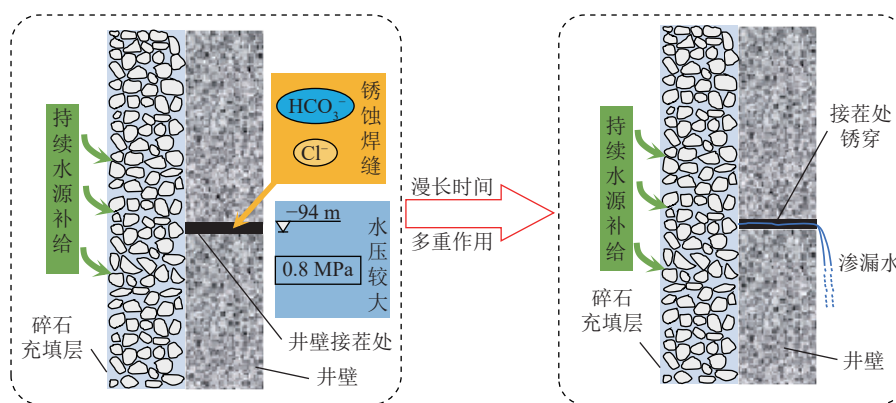 持续水源补给
HCO₃⁻
Cl⁻
锈蚀焊缝
−94 m
0.8 MPa
水压较大
碎石
充填层
井壁接茬处
井壁
漫长时间
多重作用
持续水源补给
接茬处
锈穿
渗漏水
碎石
充填层
井壁